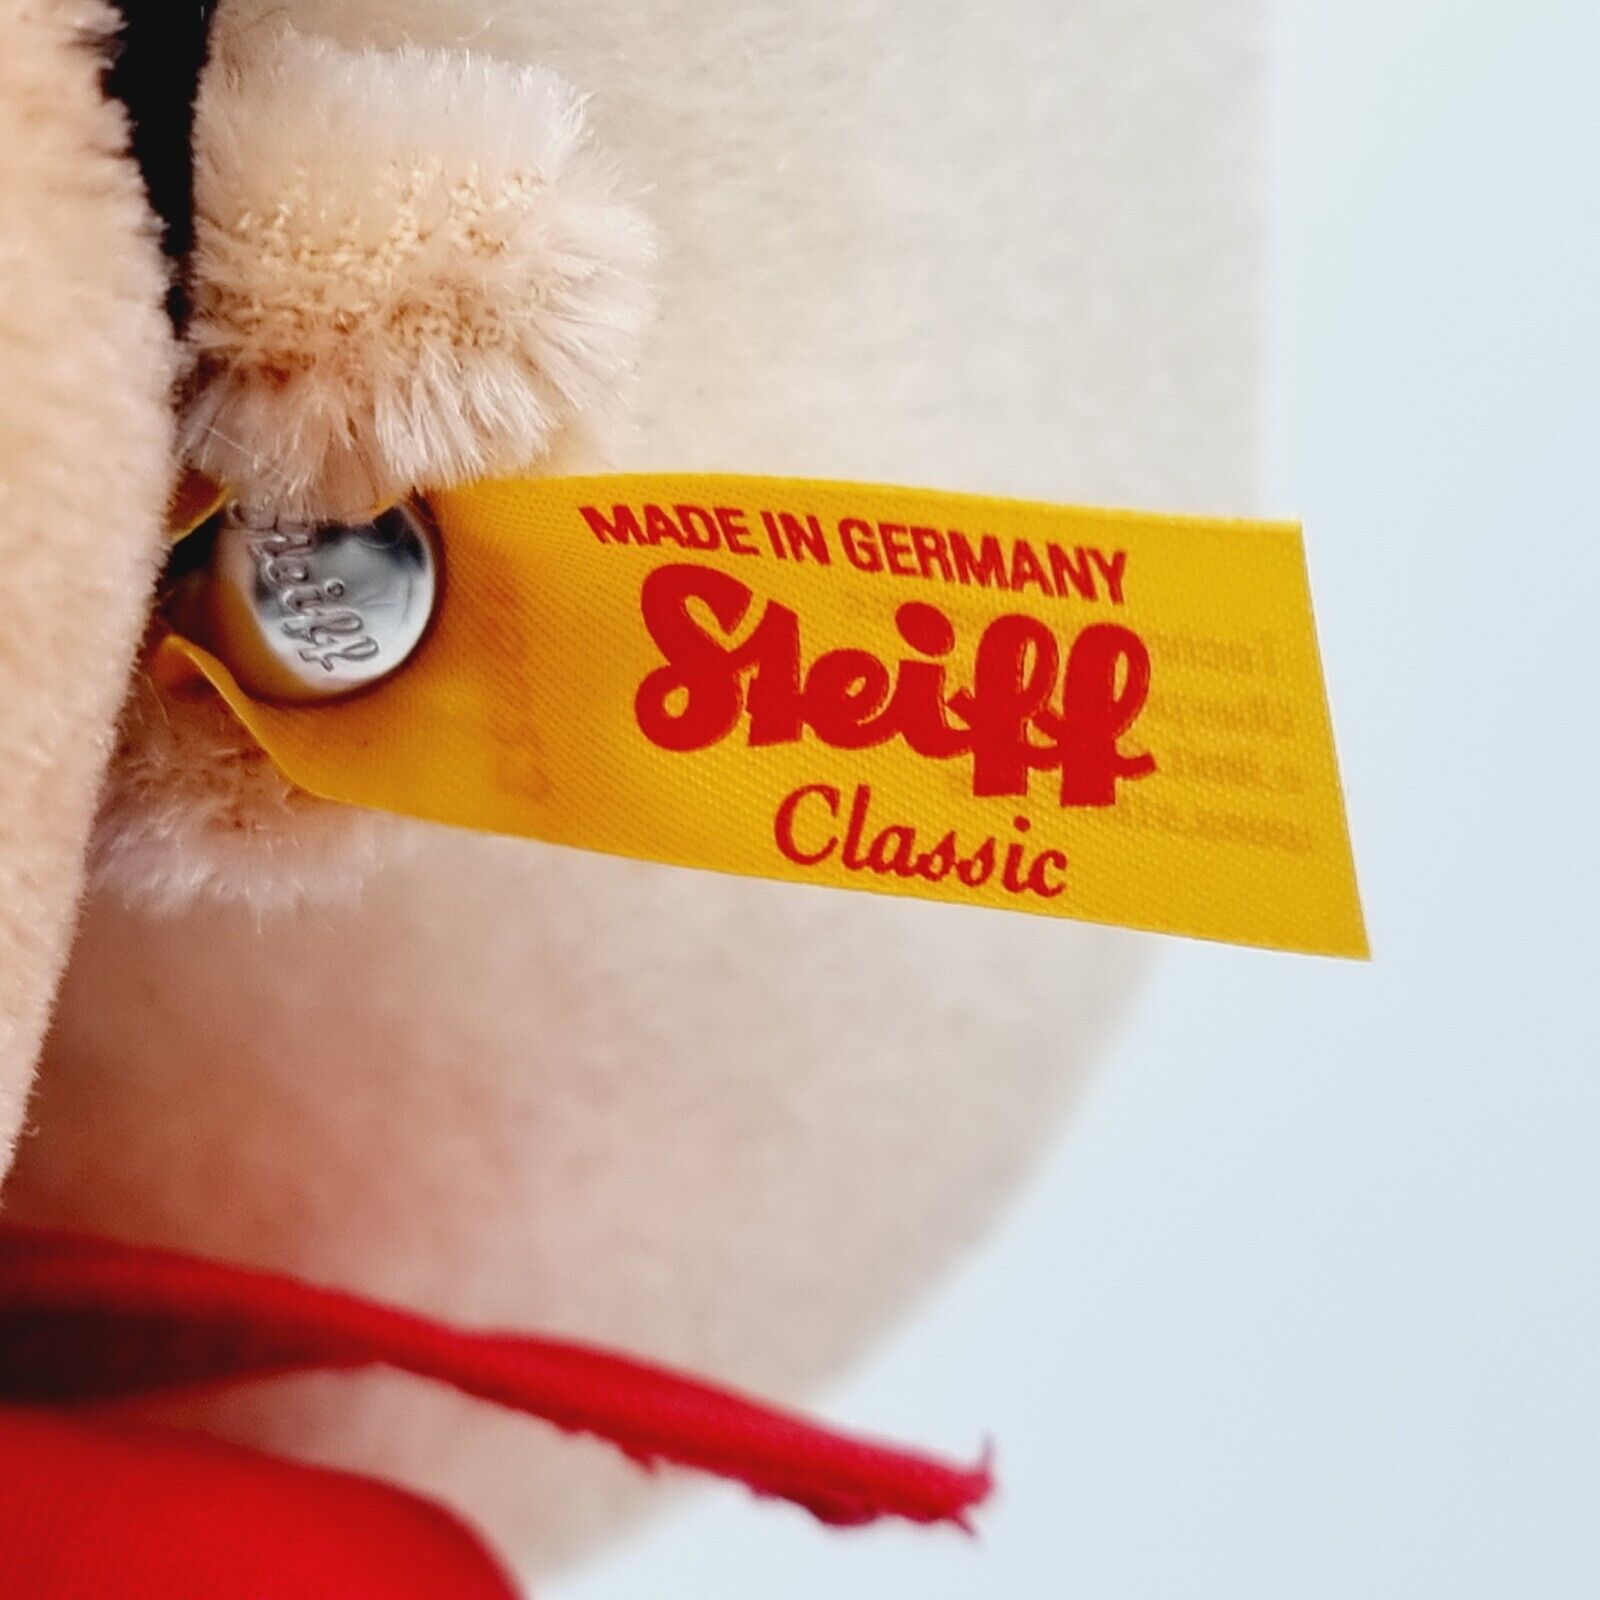 MADE IN GERMANY
Steiff
Classic
Steiff